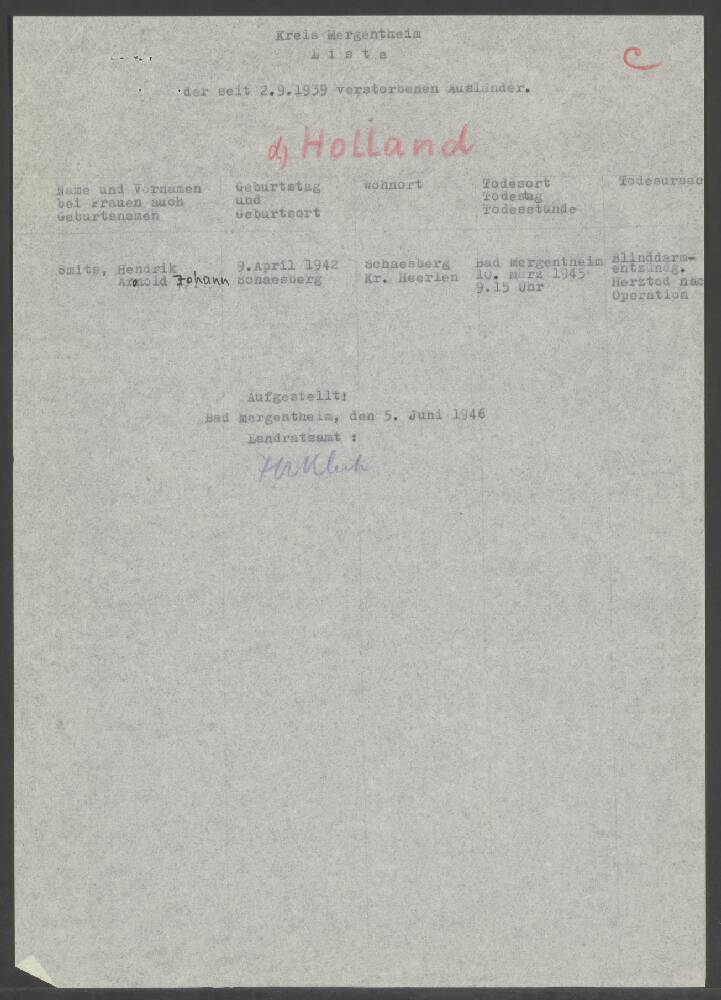 Kreis Mergentheim
L i s t e
C
der seit 2.9.1939 verstorbenen Ausländer.
d) Holland
Name und Vornamen
bei Frauen auch
Geburtsnamen
Geburtstag
und
Geburtsort
Wohnort
Todesort
Todestag
Todesstunde
Todesursac
Smits, Hendrik
Arnold Johann
9.April 1942
Schaesberg
Schaesberg
Kr. Heerlen
Bad Mergentheim
10. März 1945
9.15 Uhr
Blinddarm-
entzündg.
Herztod nac
Operation
Aufgestellt:
Bad Mergentheim, den 5. Juni 1946
Landratsamt :